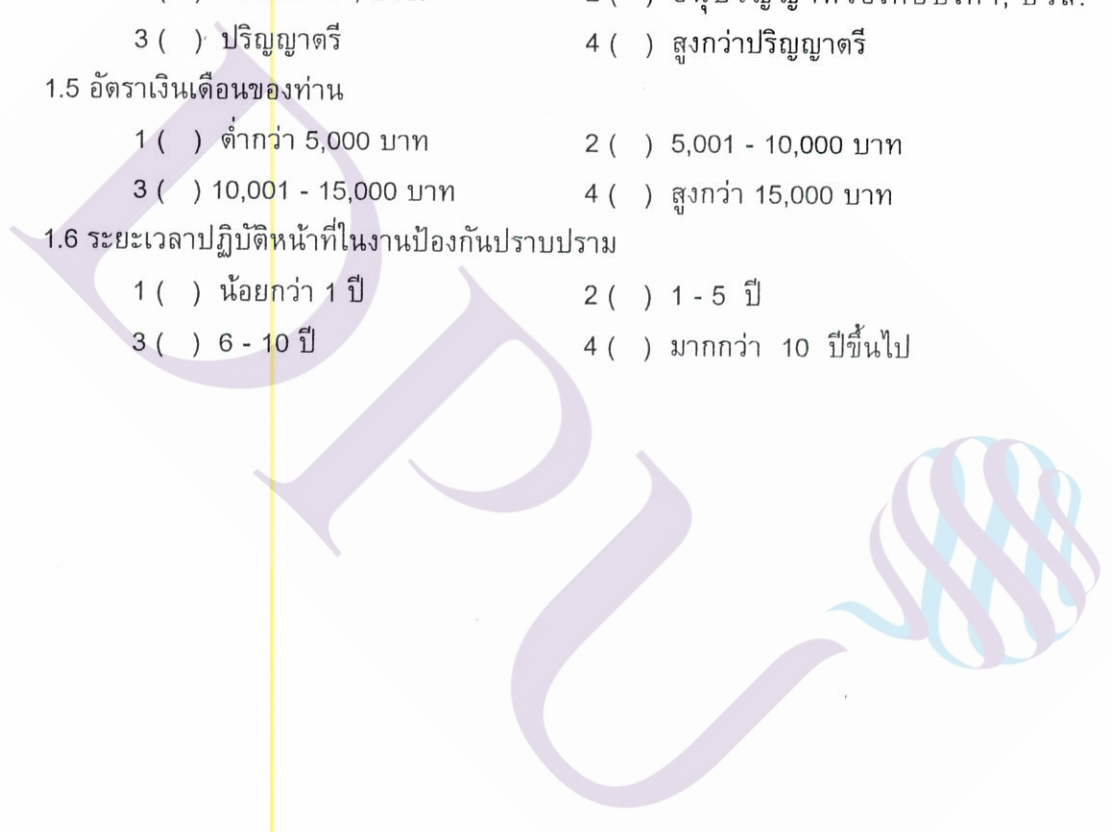 3 ( ) ปริญญาตรี 4 ( ) สูงกว่าปริญญาตรี
1.5 อัตราเงินเดือนของท่าน
1 ( ) ต่ำกว่า 5,000 บาท 2 ( ) 5,001 - 10,000 บาท
3 ( ) 10,001 - 15,000 บาท 4 ( ) สูงกว่า 15,000 บาท
1.6 ระยะเวลาปฏิบัติหน้าที่ในงานป้องกันปราบปราม
1 ( ) น้อยกว่า 1 ปี 2 ( ) 1 - 5 ปี
3 ( ) 6 - 10 ปี 4 ( ) มากกว่า 10 ปีขึ้นไป
DPU